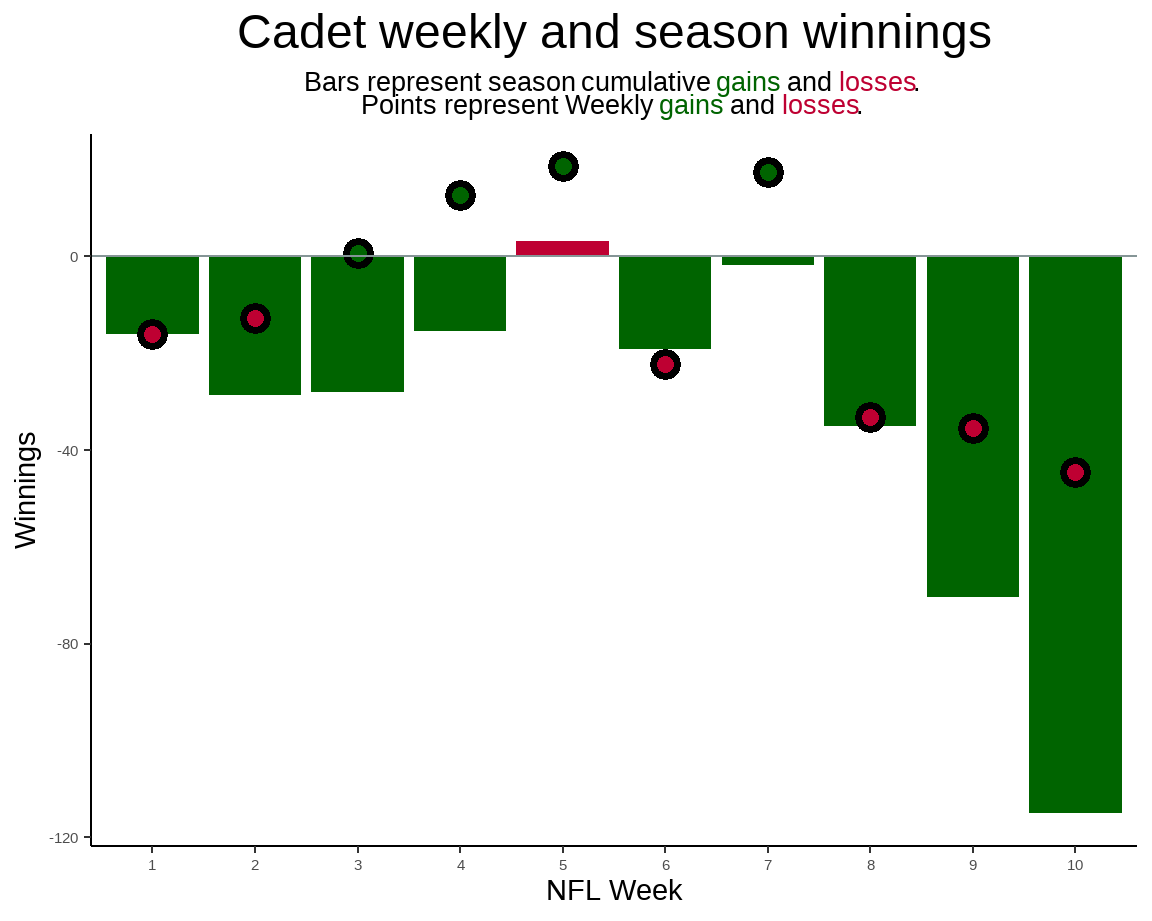 Cadet weekly and season winnings
Bars represent season cumulative gains and losses.
Points represent Weekly gains and losses.
Winnings
0
-40
-80
-120
1 2 3 4 5 6 7 8 9 10
NFL Week